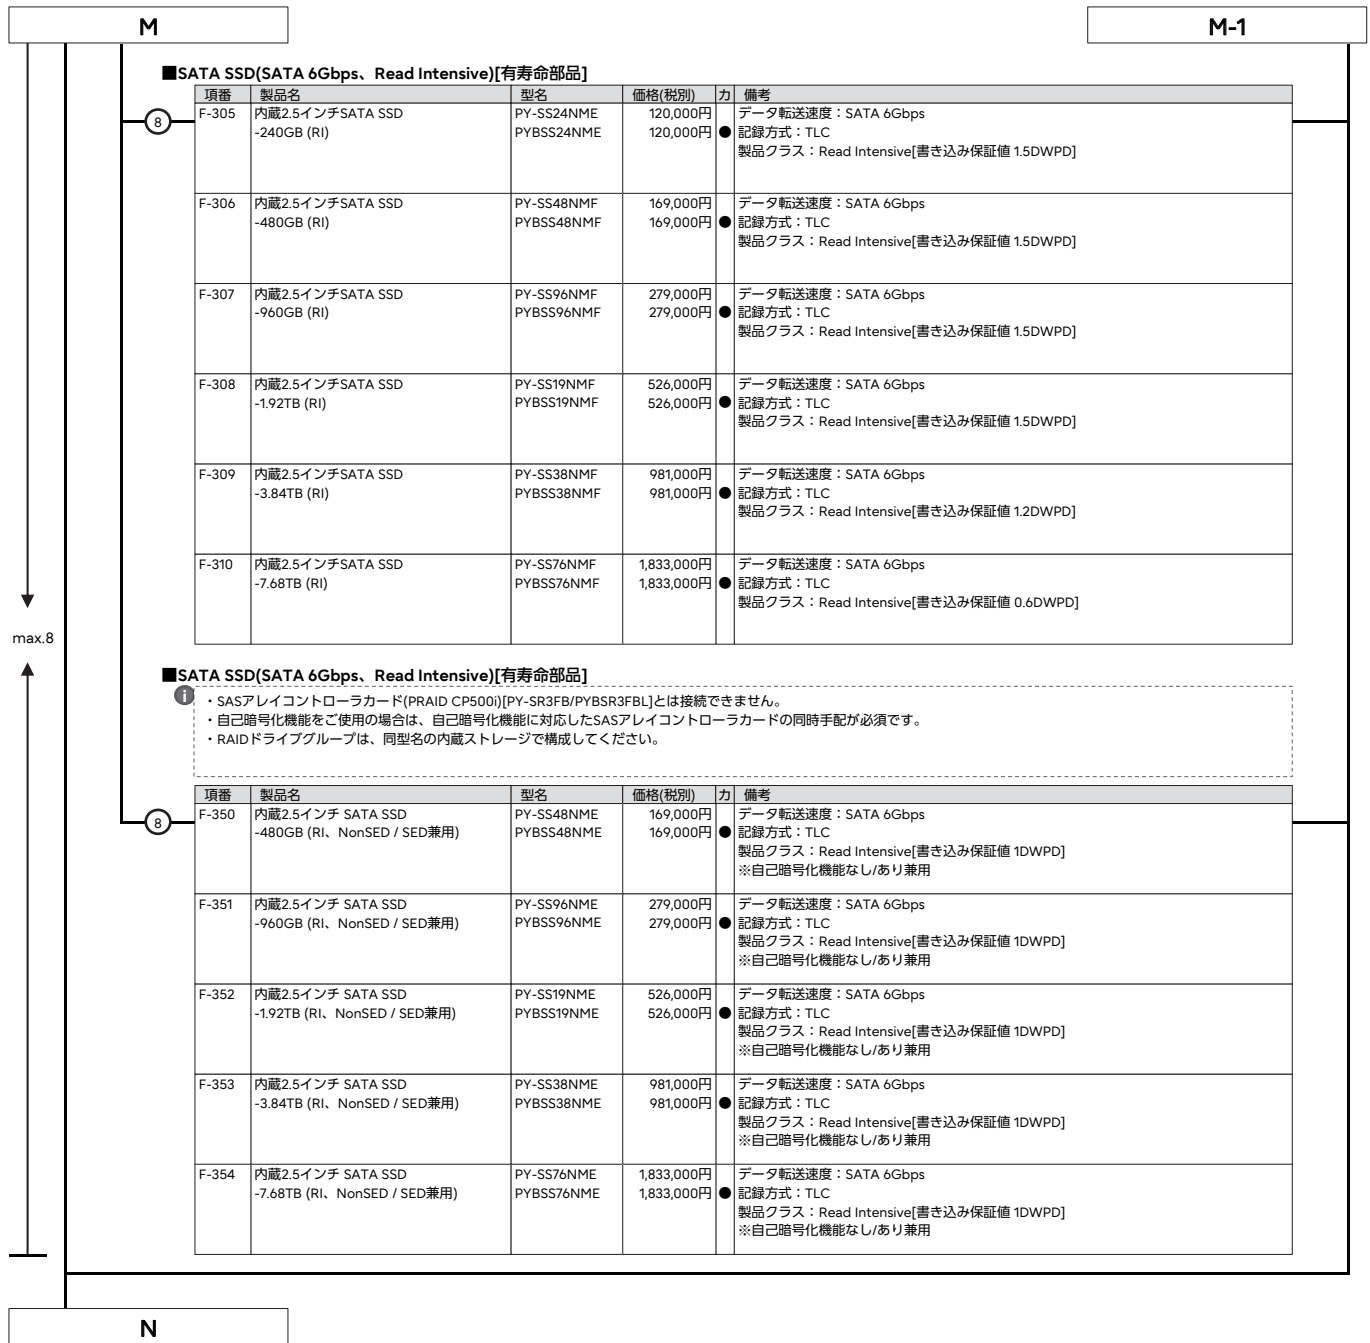 M
M-1
■SATA SSD(SATA 6Gbps、Read Intensive)[有寿命部品]
項番 製品名 型名 価格(税別) カ 備考
8
F-305 内蔵2.5インチSATA SSD PY-SS24NME 120,000円 データ転送速度：SATA 6Gbps
-240GB (RI) PYBSS24NME 120,000円 ● 記録方式：TLC
製品クラス：Read Intensive[書き込み保証値 1.5DWPD]
F-306 内蔵2.5インチSATA SSD PY-SS48NMF 169,000円 データ転送速度：SATA 6Gbps
-480GB (RI) PYBSS48NMF 169,000円 ● 記録方式：TLC
製品クラス：Read Intensive[書き込み保証値 1.5DWPD]
F-307 内蔵2.5インチSATA SSD PY-SS96NMF 279,000円 データ転送速度：SATA 6Gbps
-960GB (RI) PYBSS96NMF 279,000円 ● 記録方式：TLC
製品クラス：Read Intensive[書き込み保証値 1.5DWPD]
F-308 内蔵2.5インチSATA SSD PY-SS19NMF 526,000円 データ転送速度：SATA 6Gbps
-1.92TB (RI) PYBSS19NMF 526,000円 ● 記録方式：TLC
製品クラス：Read Intensive[書き込み保証値 1.5DWPD]
F-309 内蔵2.5インチSATA SSD PY-SS38NMF 981,000円 データ転送速度：SATA 6Gbps
-3.84TB (RI) PYBSS38NMF 981,000円 ● 記録方式：TLC
製品クラス：Read Intensive[書き込み保証値 1.2DWPD]
F-310 内蔵2.5インチSATA SSD PY-SS76NMF 1,833,000円 データ転送速度：SATA 6Gbps
-7.68TB (RI) PYBSS76NMF 1,833,000円 ● 記録方式：TLC
製品クラス：Read Intensive[書き込み保証値 0.6DWPD]
max.8
■SATA SSD(SATA 6Gbps、Read Intensive)[有寿命部品]
i ・SASアレイコントローラカード(PRAID CP500i)[PY-SR3FB/PYBSR3FBL]とは接続できません。
・自己暗号化機能をご使用の場合は、自己暗号化機能に対応したSASアレイコントローラカードの同時手配が必須です。
・RAIDドライブグループは、同型名の内蔵ストレージで構成してください。
項番 製品名 型名 価格(税別) カ 備考
8
F-350 内蔵2.5インチ SATA SSD PY-SS48NME 169,000円 データ転送速度：SATA 6Gbps
-480GB (RI、NonSED / SED兼用) PYBSS48NME 169,000円 ● 記録方式：TLC
製品クラス：Read Intensive[書き込み保証値 1DWPD]
※自己暗号化機能なし/あり兼用
F-351 内蔵2.5インチ SATA SSD PY-SS96NME 279,000円 データ転送速度：SATA 6Gbps
-960GB (RI、NonSED / SED兼用) PYBSS96NME 279,000円 ● 記録方式：TLC
製品クラス：Read Intensive[書き込み保証値 1DWPD]
※自己暗号化機能なし/あり兼用
F-352 内蔵2.5インチ SATA SSD PY-SS19NME 526,000円 データ転送速度：SATA 6Gbps
-1.92TB (RI、NonSED / SED兼用) PYBSS19NME 526,000円 ● 記録方式：TLC
製品クラス：Read Intensive[書き込み保証値 1DWPD]
※自己暗号化機能なし/あり兼用
F-353 内蔵2.5インチ SATA SSD PY-SS38NME 981,000円 データ転送速度：SATA 6Gbps
-3.84TB (RI、NonSED / SED兼用) PYBSS38NME 981,000円 ● 記録方式：TLC
製品クラス：Read Intensive[書き込み保証値 1DWPD]
※自己暗号化機能なし/あり兼用
F-354 内蔵2.5インチ SATA SSD PY-SS76NME 1,833,000円 データ転送速度：SATA 6Gbps
-7.68TB (RI、NonSED / SED兼用) PYBSS76NME 1,833,000円 ● 記録方式：TLC
製品クラス：Read Intensive[書き込み保証値 1DWPD]
※自己暗号化機能なし/あり兼用
N